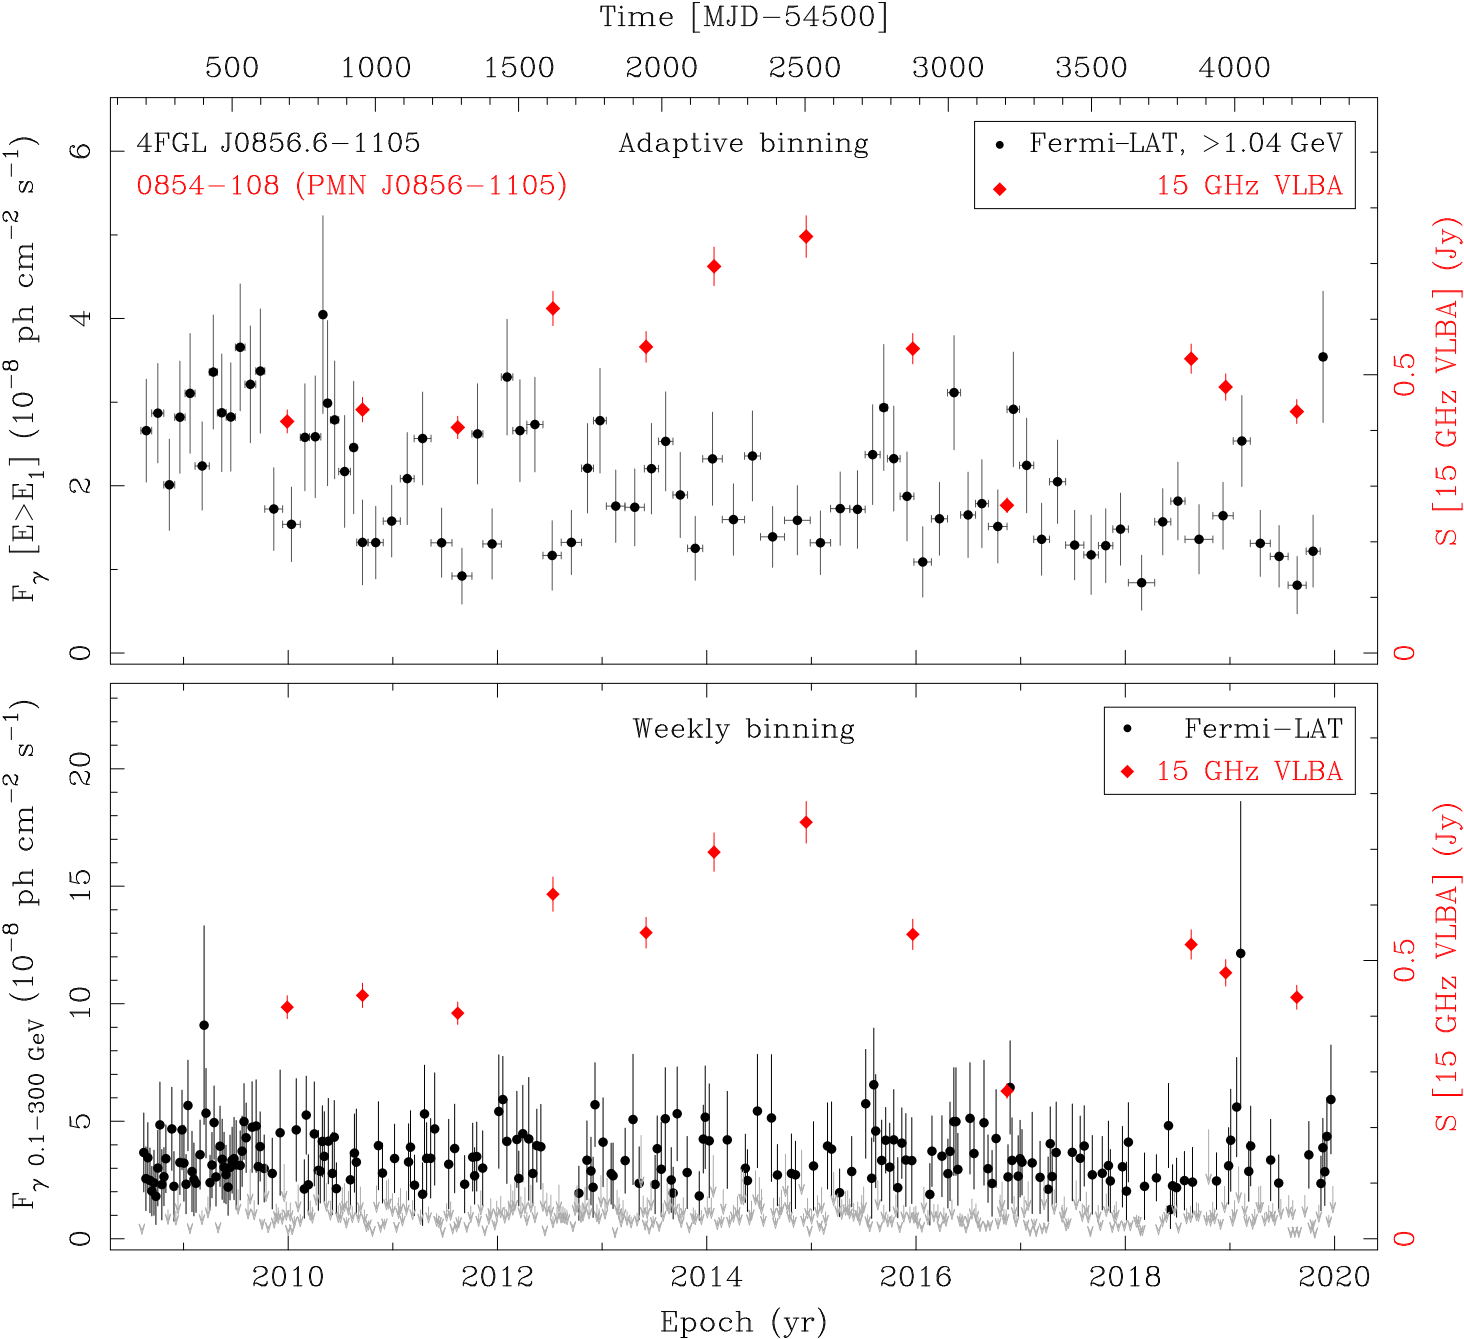 Time [MJD−54500]
500 1000 1500 2000 2500 3000 3500 4000
4FGL J0856.6−1105
0854−108 (PMN J0856−1105)
Adaptive binning
Fermi−LAT, >1.04 GeV
15 GHz VLBA
F γ [E>E1] (10−8 ph cm−2 s−1)
0 2 4 6
S [15 GHz VLBA] (Jy)
0 0.5
Weekly binning
Fermi−LAT
15 GHz VLBA
F γ 0.1−300 GeV (10−8 ph cm−2 s−1)
0 5 10 15 20
S [15 GHz VLBA] (Jy)
0 0.5
2010 2012 2014 2016 2018 2020
Epoch (yr)